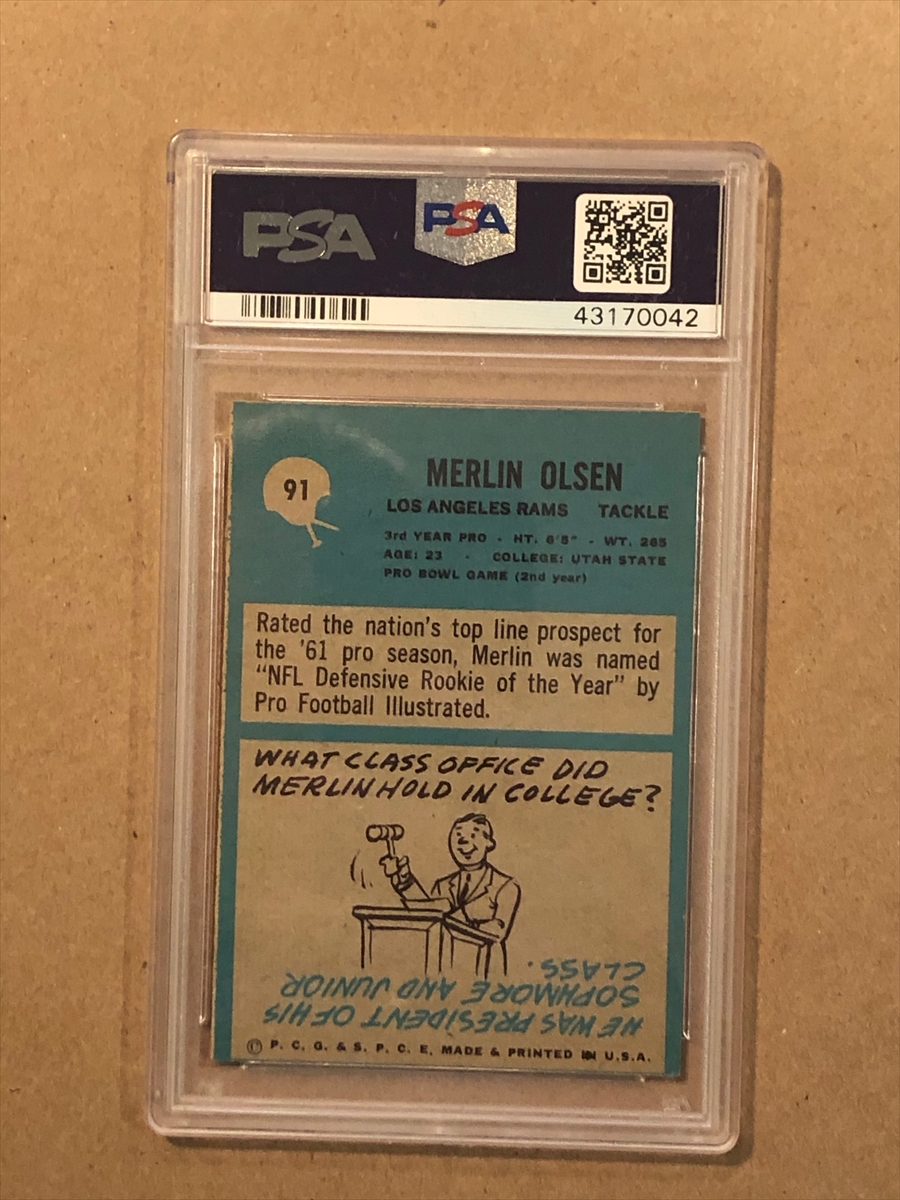 PSA
PSA
43170042
91
MERLIN OLSEN
LOS ANGELES RAMS TACKLE
3rd YEAR PRO - HT. 6'5" - WT. 265
AGE: 23 - COLLEGE: UTAH STATE
PRO BOWL GAME (2nd year)
Rated the nation's top line prospect for
the '61 pro season, Merlin was named
"NFL Defensive Rookie of the Year" by
Pro Football Illustrated.
WHAT CLASS OFFICE DID
MERLIN HOLD IN COLLEGE?
HE WAS PRESIDENT OF HIS
SOPHMORE AND JUNIOR
CLASS.
© P. C. G. & S. P. C. E. MADE & PRINTED IN U.S.A.